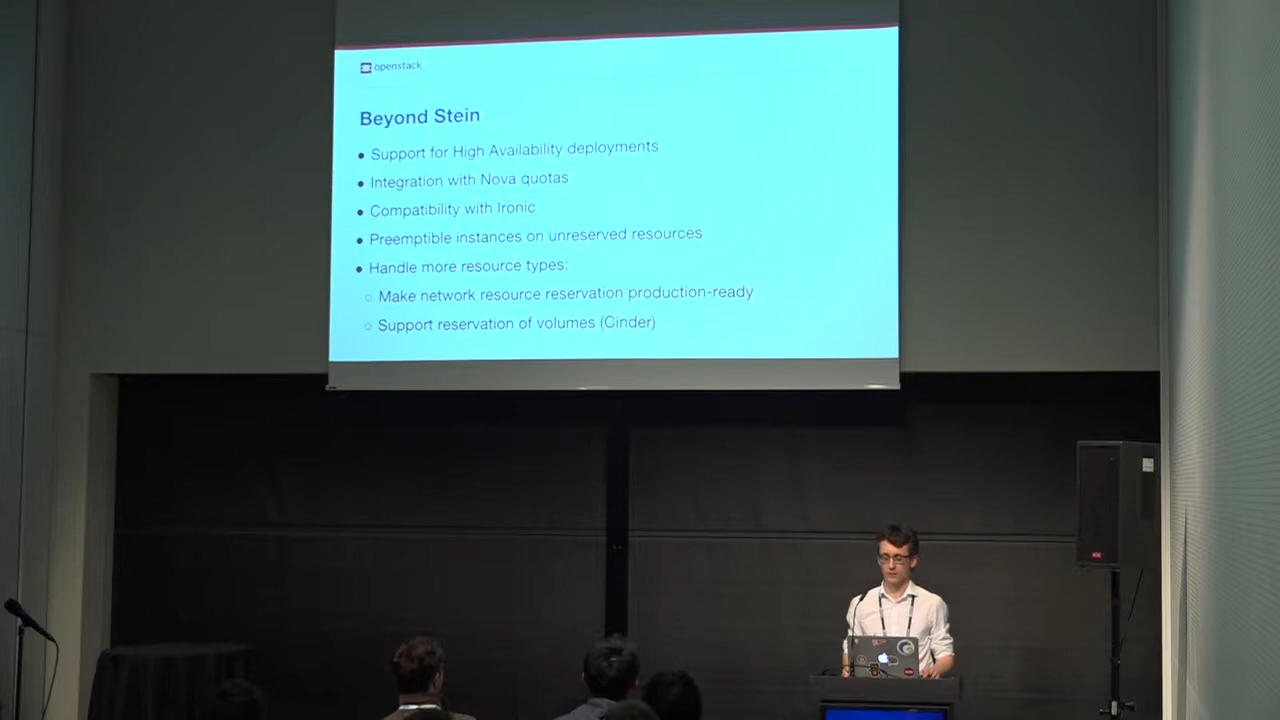 openstack.
Beyond Stein
● Support for High Availability deployments
● Integration with Nova quotas
● Compatibility with Ironic
● Preemptible instances on unreserved resources
● Handle more resource types:
○ Make network resource reservation production-ready
○ Support reservation of volumes (Cinder)